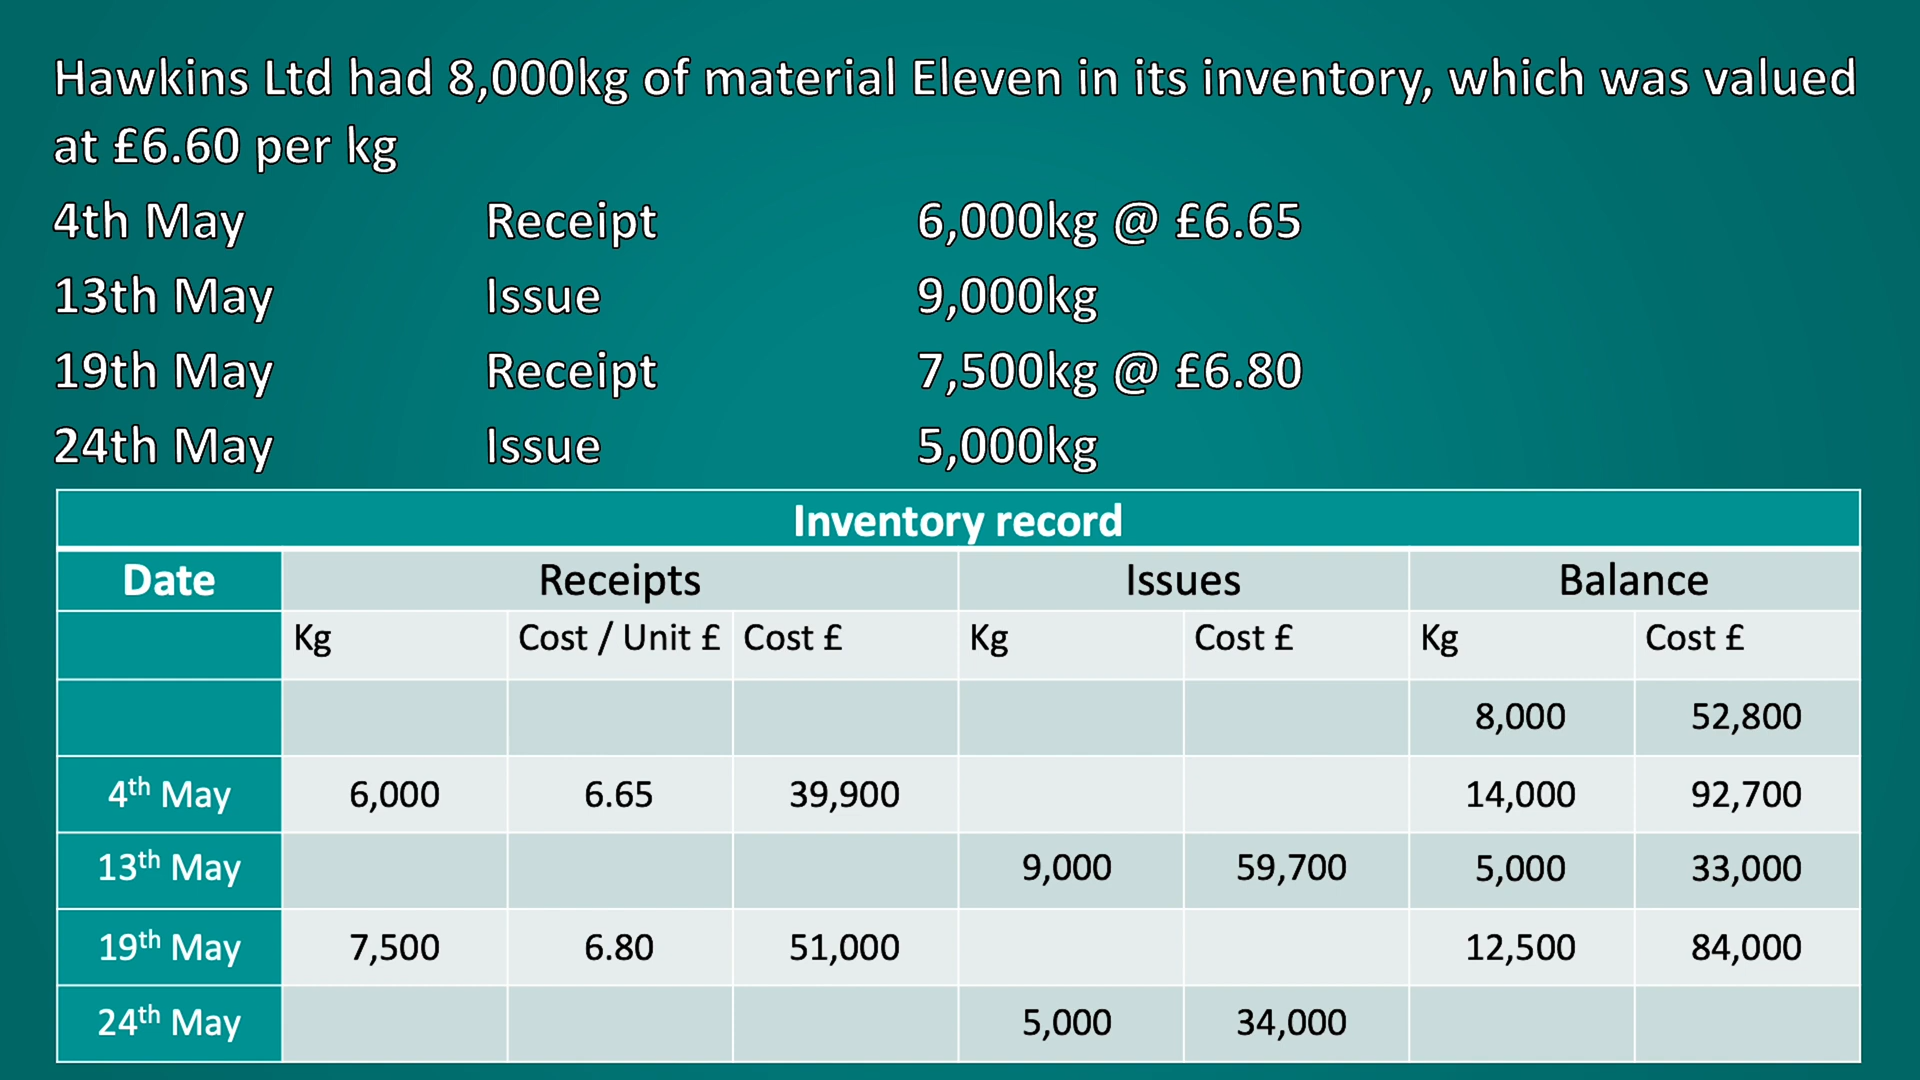 Hawkins Ltd had 8,000kg of material Eleven in its inventory, which was valued
at £6.60 per kg
4th May Receipt 6,000kg @ £6.65
13th May Issue 9,000kg
19th May Receipt 7,500kg @ £6.80
24th May Issue 5,000kg
Inventory record
Date Receipts Issues Balance
Kg Cost / Unit £ Cost £ Kg Cost £ Kg Cost £
8,000 52,800
4th May 6,000 6.65 39,900 14,000 92,700
13th May 9,000 59,700 5,000 33,000
19th May 7,500 6.80 51,000 12,500 84,000
24th May 5,000 34,000